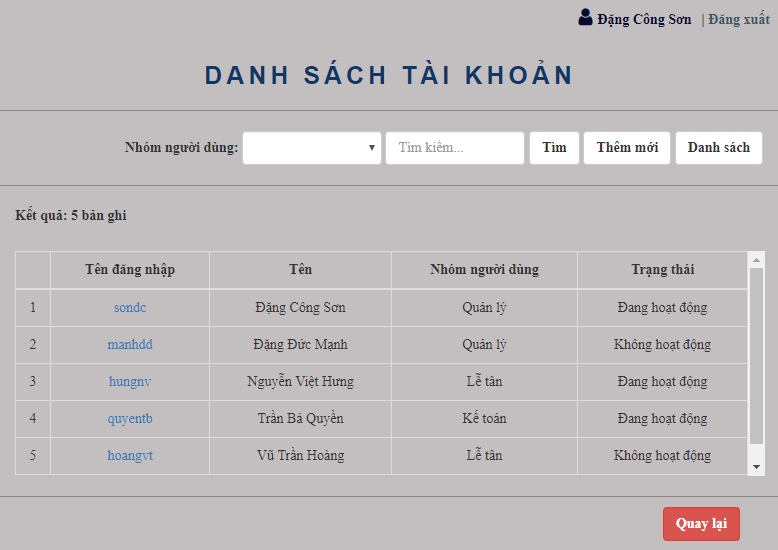 Đặng Công Sơn | Đăng xuất
DANH SÁCH TÀI KHOẢN
Nhóm người dùng: Tìm kiếm... Tìm Thêm mới Danh sách
Kết quả: 5 bản ghi
Tên đăng nhập Tên Nhóm người dùng Trạng thái
1 sondc Đặng Công Sơn Quản lý Đang hoạt động
2 manhdd Đặng Đức Mạnh Quản lý Không hoạt động
3 hungnv Nguyễn Việt Hưng Lễ tân Đang hoạt động
4 quyentb Trần Bá Quyền Kế toán Đang hoạt động
5 hoangvt Vũ Trần Hoàng Lễ tân Không hoạt động
Quay lại